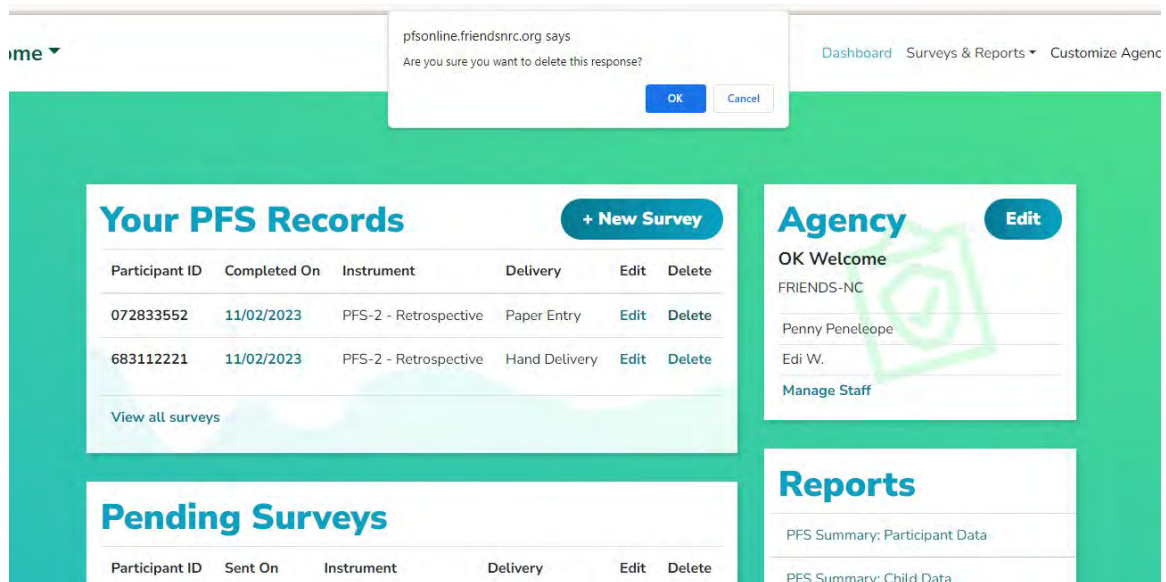 pfsonline.friendsnrc.org says
Are you sure you want to delete this response?
OK Cancel
ome
Dashboard Surveys & Reports Customize Agenc
Your PFS Records
+ New Survey
Participant ID Completed On Instrument Delivery Edit Delete
072833552 11/02/2023 PFS-2 - Retrospective Paper Entry Edit Delete
683112221 11/02/2023 PFS-2 - Retrospective Hand Delivery Edit Delete
View all surveys
Agency
Edit
OK Welcome
FRIENDS-NC
Penny Peneleope
Edi W.
Manage Staff
Pending Surveys
Participant ID Sent On Instrument Delivery Edit Delete
Reports
PFS Summary: Participant Data
PFS Summary: Child Data